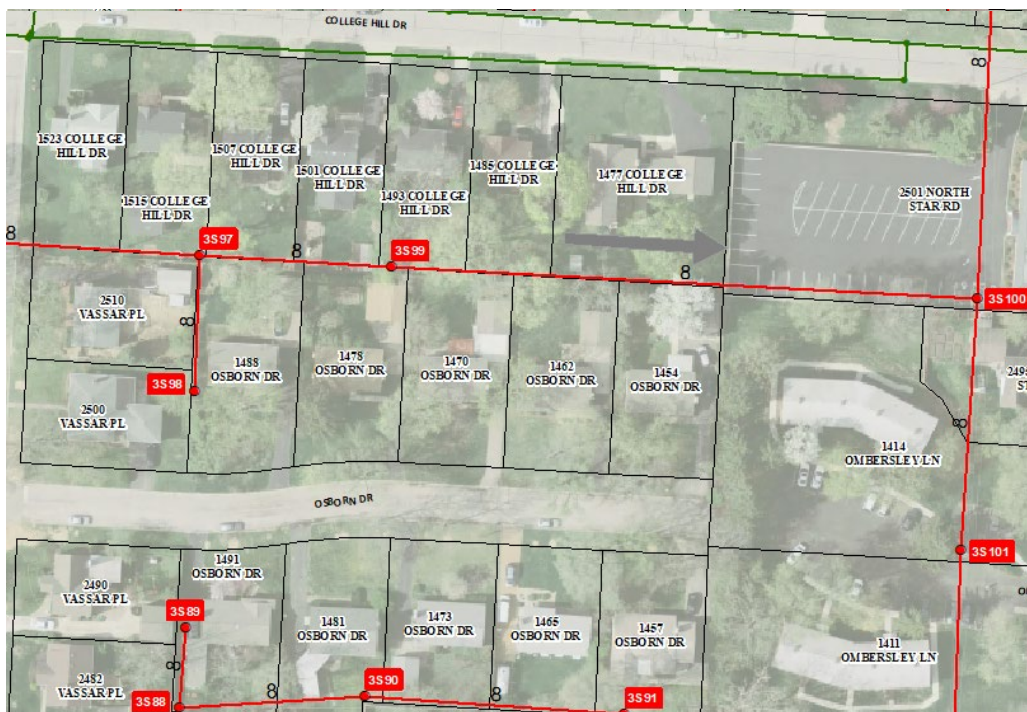 COLLEGE HILL DR
8
1523 COLLEGE
HILL DR
1507 COLLEGE
HILL DR
1501 COLLEGE
HILL DR
1485 COLLEGE
HILL DR
1477 COLLEGE
HILL DR
1515 COLLEGE
HILL DR
1493 COLLEGE
HILL DR
2501 NORTH
STAR RD
8
3S97
8
3S99
8
3S100
2510
VASSAR PL
8
1488
OSBORN DR
1478
OSBORN DR
1470
OSBORN DR
1462
OSBORN DR
1454
OSBORN DR
3S98
2500
VASSAR PL
8
1414
OMBERSLEY LN
OSBORN DR
3S101
2490
VASSAR PL
1491
OSBORN DR
8
3S89
1481
OSBORN DR
1473
OSBORN DR
1465
OSBORN DR
1457
OSBORN DR
1411
OMBERSLEY LN
2482
VASSAR PL
8
3S88
8
3S90
8
3S91